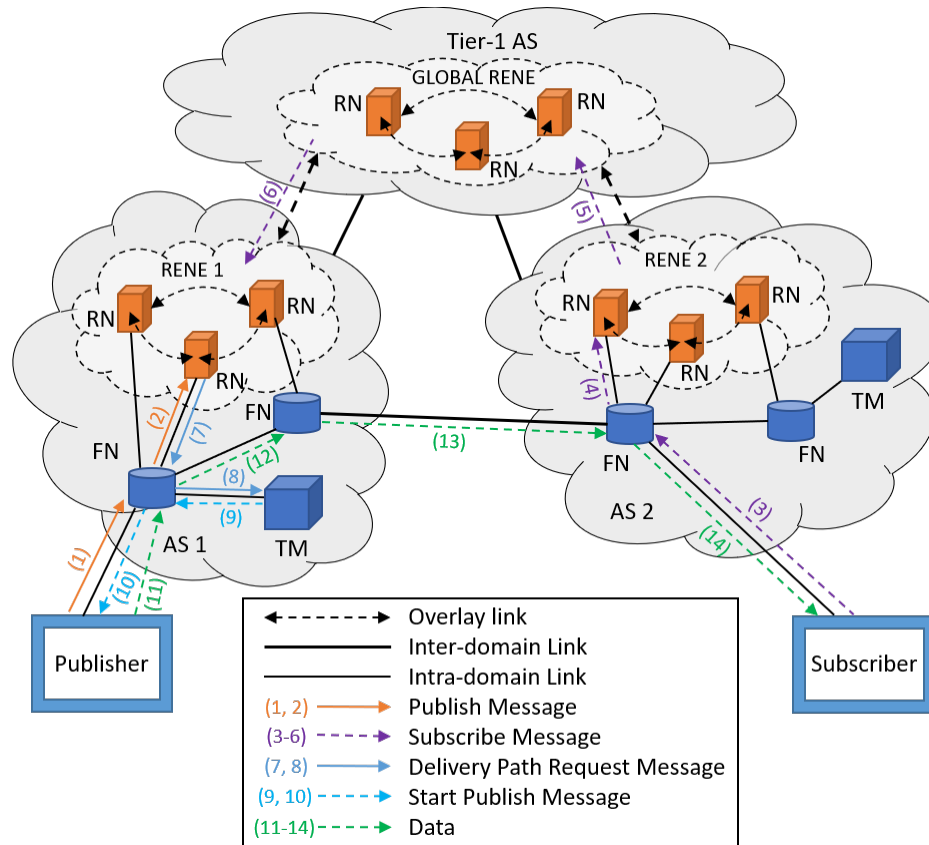 Tier-1 AS
GLOBAL RENE
RN
RN
RN
(6)
(5)
RENE 1
RN
RN
RN
RENE 2
RN
RN
RN
(4)
TM
(2)
(7)
FN
FN
(12)
(13)
FN
FN
(8)
(9)
TM
AS 1
AS 2
(3)
(14)
(1)
(10)
(11)
Publisher
Subscriber
Overlay link
Inter-domain Link
Intra-domain Link
(1, 2) Publish Message
(3-6) Subscribe Message
(7, 8) Delivery Path Request Message
(9, 10) Start Publish Message
(11-14) Data